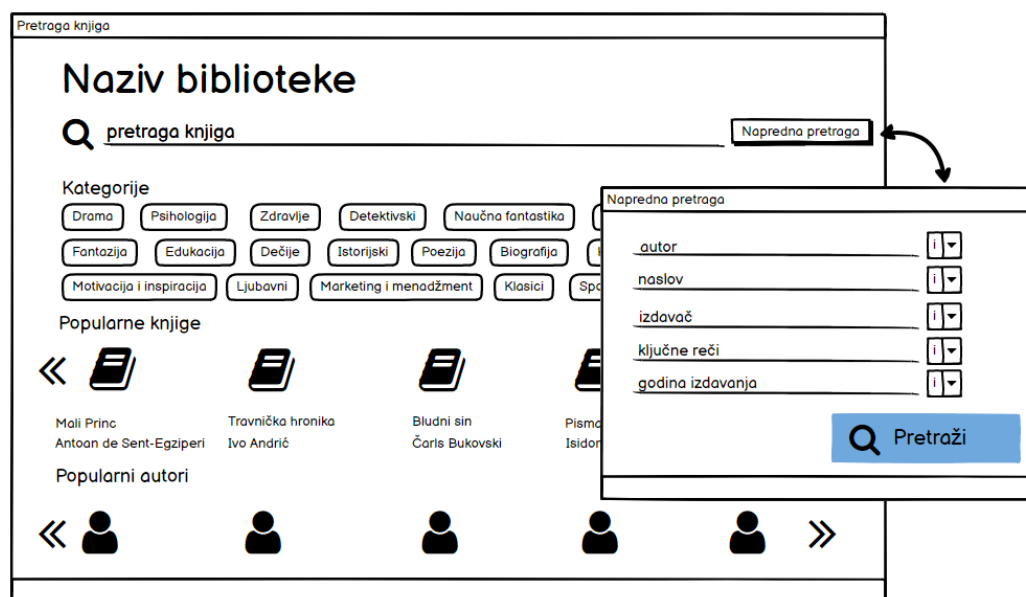 Pretraga knjiga
Naziv biblioteke
pretraga knjiga
Napredna pretraga
Kategorije
Drama Psihologija Zdravlje Detektivski Naučna fantastika
Fantazija Edukacija Dečije Istorijski Poezija Biografija
Motivacija i inspiracija Ljubavni Marketing i menadžment Klasici
Popularne knjige
Mali Princ
Antoan de Sent-Egziperi
Travnička hronika
Ivo Andrić
Bludni sin
Čarls Bukovski
Popularni autori
Napredna pretraga
autor i
naslov i
izdavač i
ključne reči i
godina izdavanja i
Pretraži